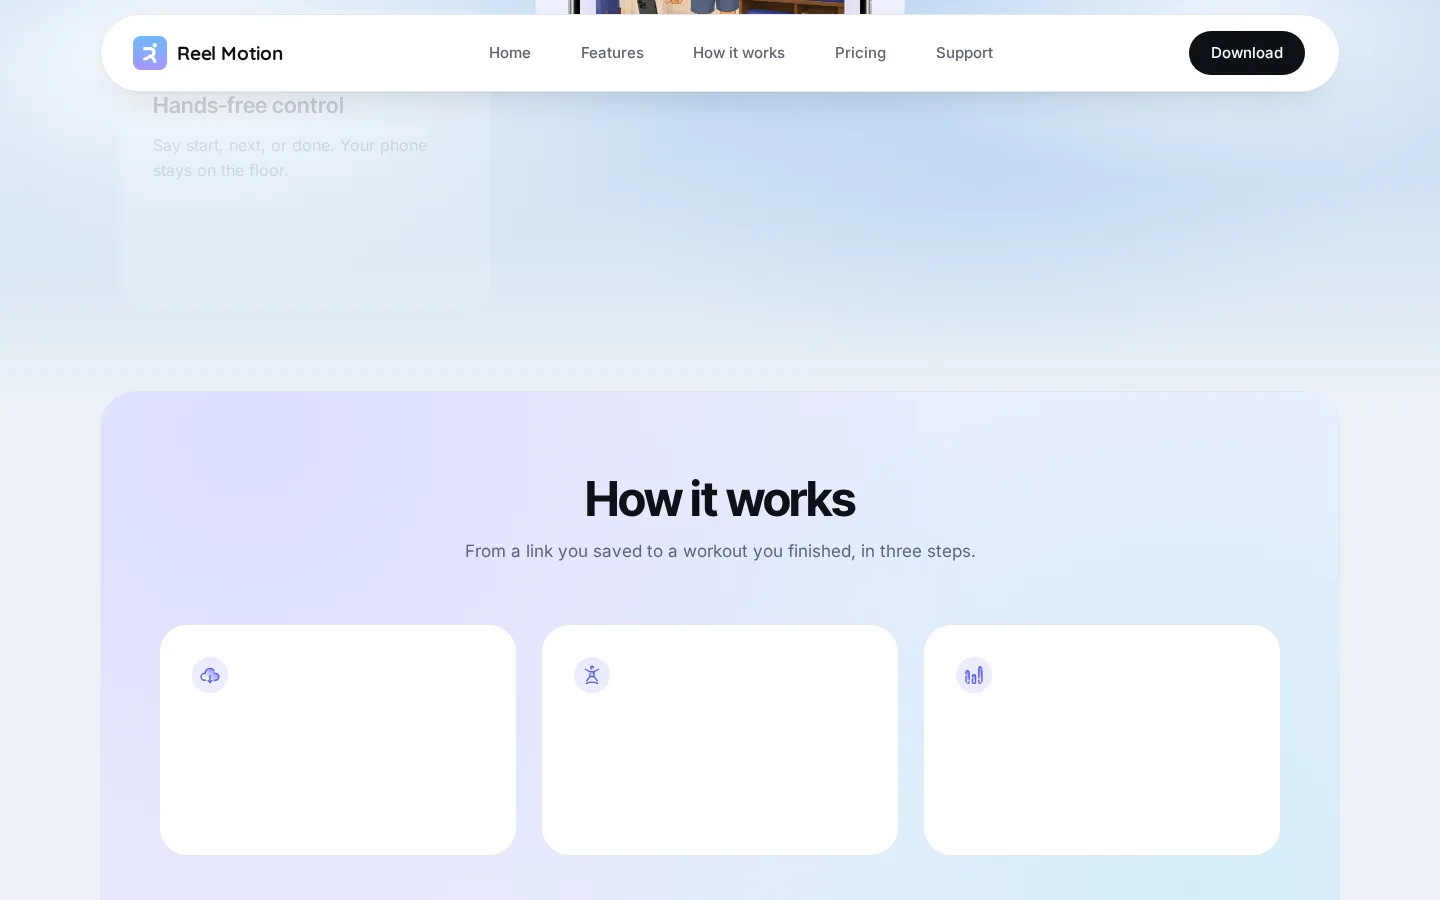 Reel Motion
Home
Features
How it works
Pricing
Support
Download
Hands-free control
Say start, next, or done. Your phone
stays on the floor.
How it works
From a link you saved to a workout you finished, in three steps.